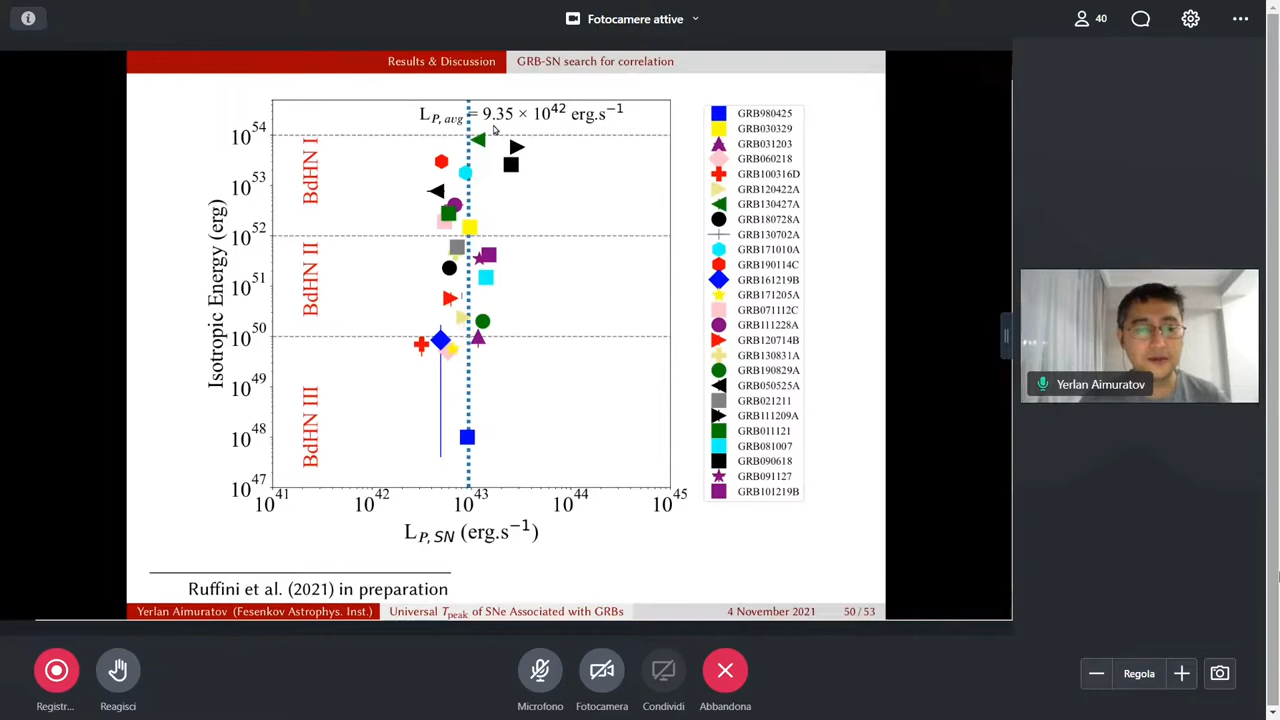 Fotocamere attive
40
Results & Discussion
GRB-SN search for correlation
L_{P, avg} = 9.35 × 10^{42} erg.s^{−1}
10^{54}
10^{53}
10^{52}
10^{51}
10^{50}
10^{49}
10^{48}
10^{47}
Isotropic Energy (erg)
BdHN I
BdHN II
BdHN III
10^{41}
10^{42}
10^{43}
10^{44}
10^{45}
L_{P, SN} (erg.s^{−1})
GRB980425
GRB030329
GRB031203
GRB060218
GRB100316D
GRB120422A
GRB130427A
GRB180728A
GRB130702A
GRB171010A
GRB190114C
GRB161219B
GRB171205A
GRB071112C
GRB111228A
GRB120714B
GRB130831A
GRB190829A
GRB050525A
GRB021211
GRB111209A
GRB011121
GRB081007
GRB090618
GRB091127
GRB101219B
Yerlan Aimuratov
Ruffini et al. (2021) in preparation
Yerlan Aimuratov (Fesenkov Astrophys. Inst.)
Universal T_{peak} of SNe Associated with GRBs
4 November 2021
50 / 53
Registr...
Reagisci
Microfono
Fotocamera
Condividi
Abbandona
Regola